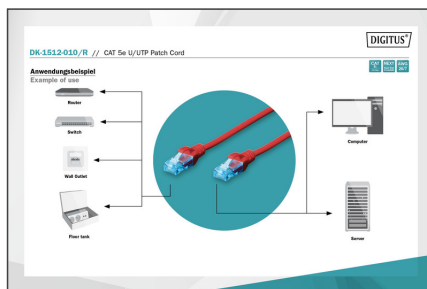 DIGITUS®
DK-1512-010/R // CAT 5e U/UTP Patch Cord
Anwendungsbeispiel
Example of use
Router
Switch
Wall Outlet
Floor tank
Computer
Server